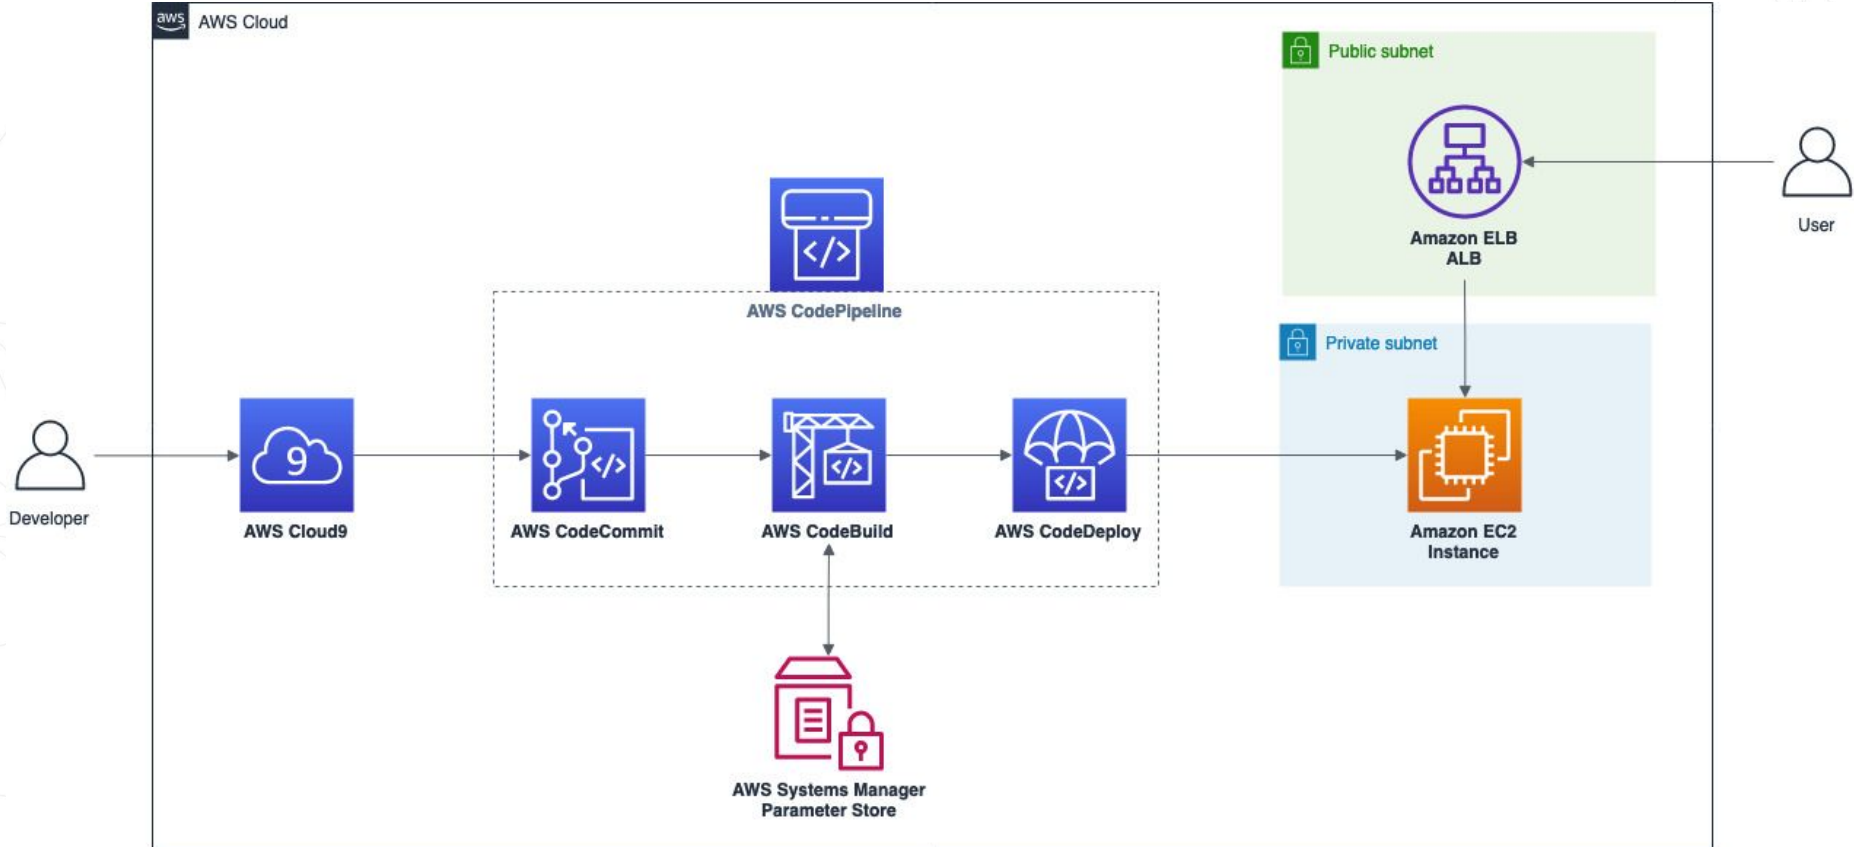 aws
AWS Cloud
Public subnet
Amazon ELB
ALB
User
AWS CodePipeline
Private subnet
9
Developer
AWS Cloud9
AWS CodeCommit
AWS CodeBuild
AWS CodeDeploy
Amazon EC2
Instance
AWS Systems Manager
Parameter Store